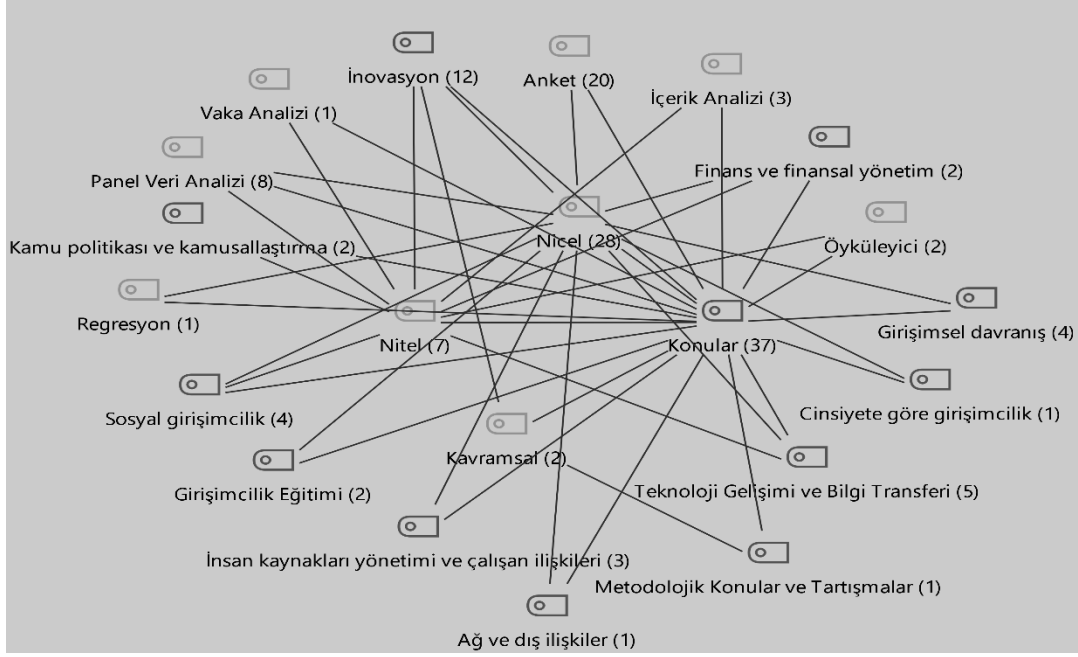 İnovasyon (12)
Anket (20)
İçerik Analizi (3)
Vaka Analizi (1)
Panel Veri Analizi (8)
Finans ve finansal yönetim (2)
Kamu politikası ve kamusallaştırma (2)
Nicel (28)
Öyküleyici (2)
Regresyon (1)
Nitel (7)
Konular (37)
Girişimsel davranış (4)
Sosyal girişimcilik (4)
Cinsiyete göre girişimcilik (1)
Kavramsal (2)
Girişimcilik Eğitimi (2)
Teknoloji Gelişimi ve Bilgi Transferi (5)
İnsan kaynakları yönetimi ve çalışan ilişkileri (3)
Metodolojik Konular ve Tartışmalar (1)
Ağ ve dış ilişkiler (1)